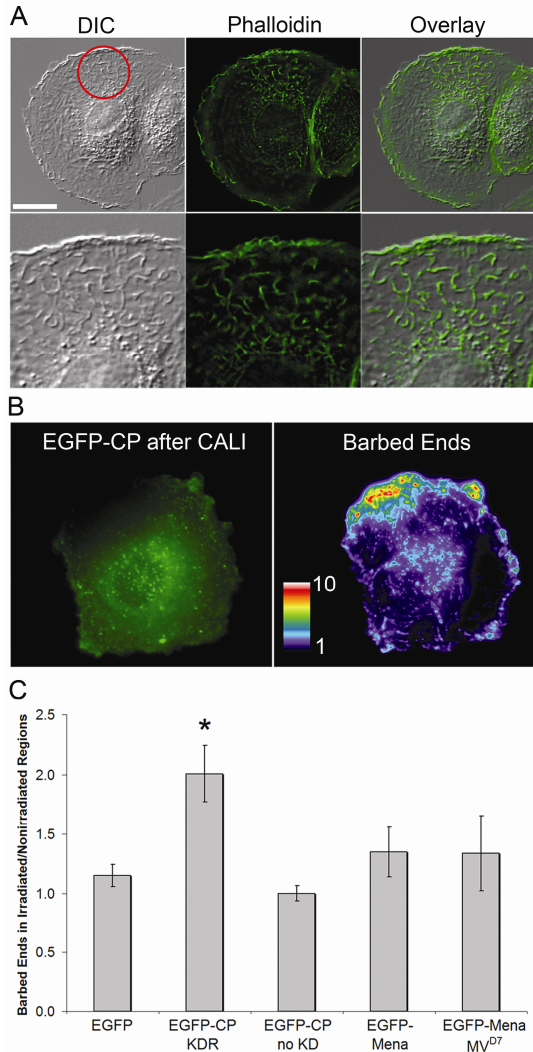 A
DIC Phalloidin Overlay
B
EGFP-CP after CALI Barbed Ends
10
1
C
Barbed Ends in Irradiated/Nonirradiated Regions
2.5
2.0
1.5
1.0
0.5
0.0
*
EGFP EGFP-CP EGFP-CP EGFP- EGFP-Mena
KDR no KD Mena MV^D7